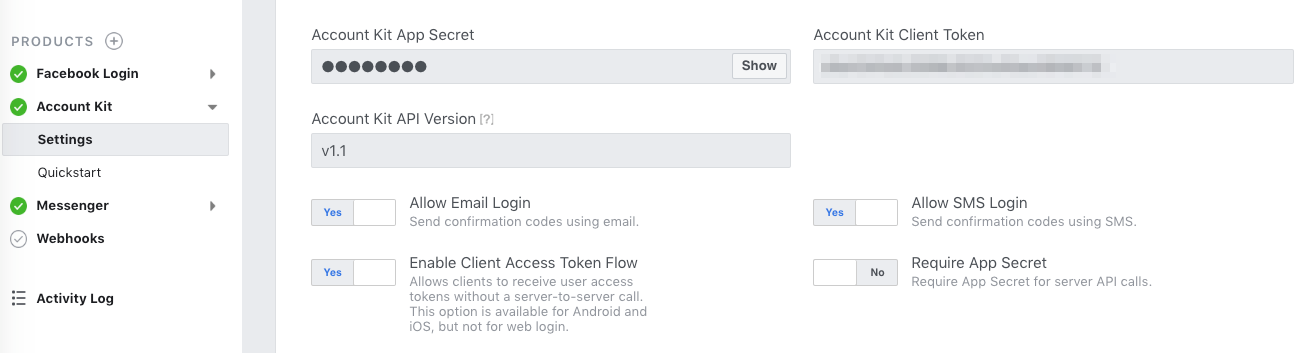 PRODUCTS
Facebook Login
Account Kit
Settings
Quickstart
Messenger
Webhooks
Activity Log
Account Kit App Secret
●●●●●●●● Show
Account Kit Client Token
Account Kit API Version [?]
v1.1
Yes Allow Email Login
Send confirmation codes using email.
Yes Allow SMS Login
Send confirmation codes using SMS.
Yes Enable Client Access Token Flow
Allows clients to receive user access
tokens without a server-to-server call.
This option is available for Android and
iOS, but not for web login.
No Require App Secret
Require App Secret for server API calls.